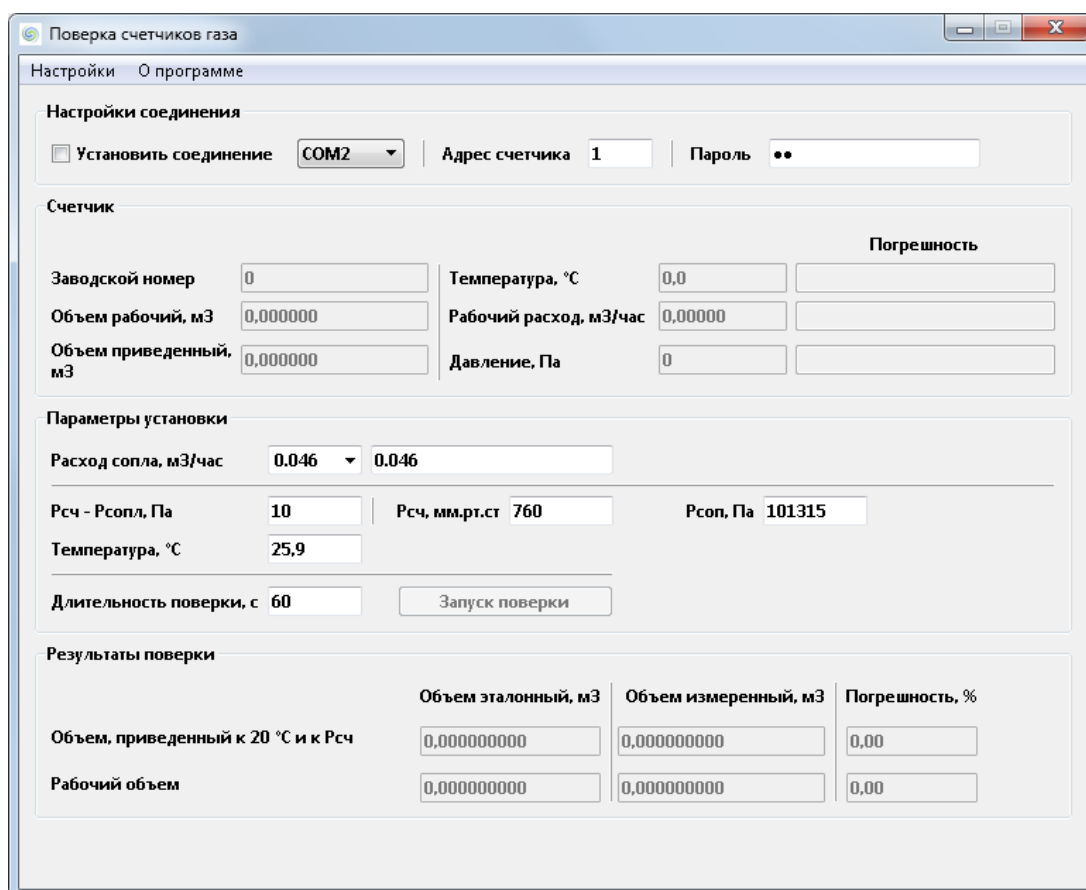 Поверка счетчиков газа
Настройки О программе
Настройки соединения
Установить соединение COM2 Адрес счетчика 1 Пароль ••
Счетчик
Погрешность
Заводской номер 0 Температура, °C 0,0
Объем рабочий, м3 0,000000 Рабочий расход, м3/час 0,00000
Объем приведенный, м3 0,000000 Давление, Па 0
Параметры установки
Расход сопла, м3/час 0.046 0.046
Рсч - Рсопл, Па 10 Рсч, мм.рт.ст 760 Рсоп, Па 101315
Температура, °C 25,9
Длительность поверки, с 60 Запуск поверки
Результаты поверки
Объем эталонный, м3 Объем измеренный, м3 Погрешность, %
Объем, приведенный к 20 °C и к Рсч 0,000000000 0,000000000 0,00
Рабочий объем 0,000000000 0,000000000 0,00